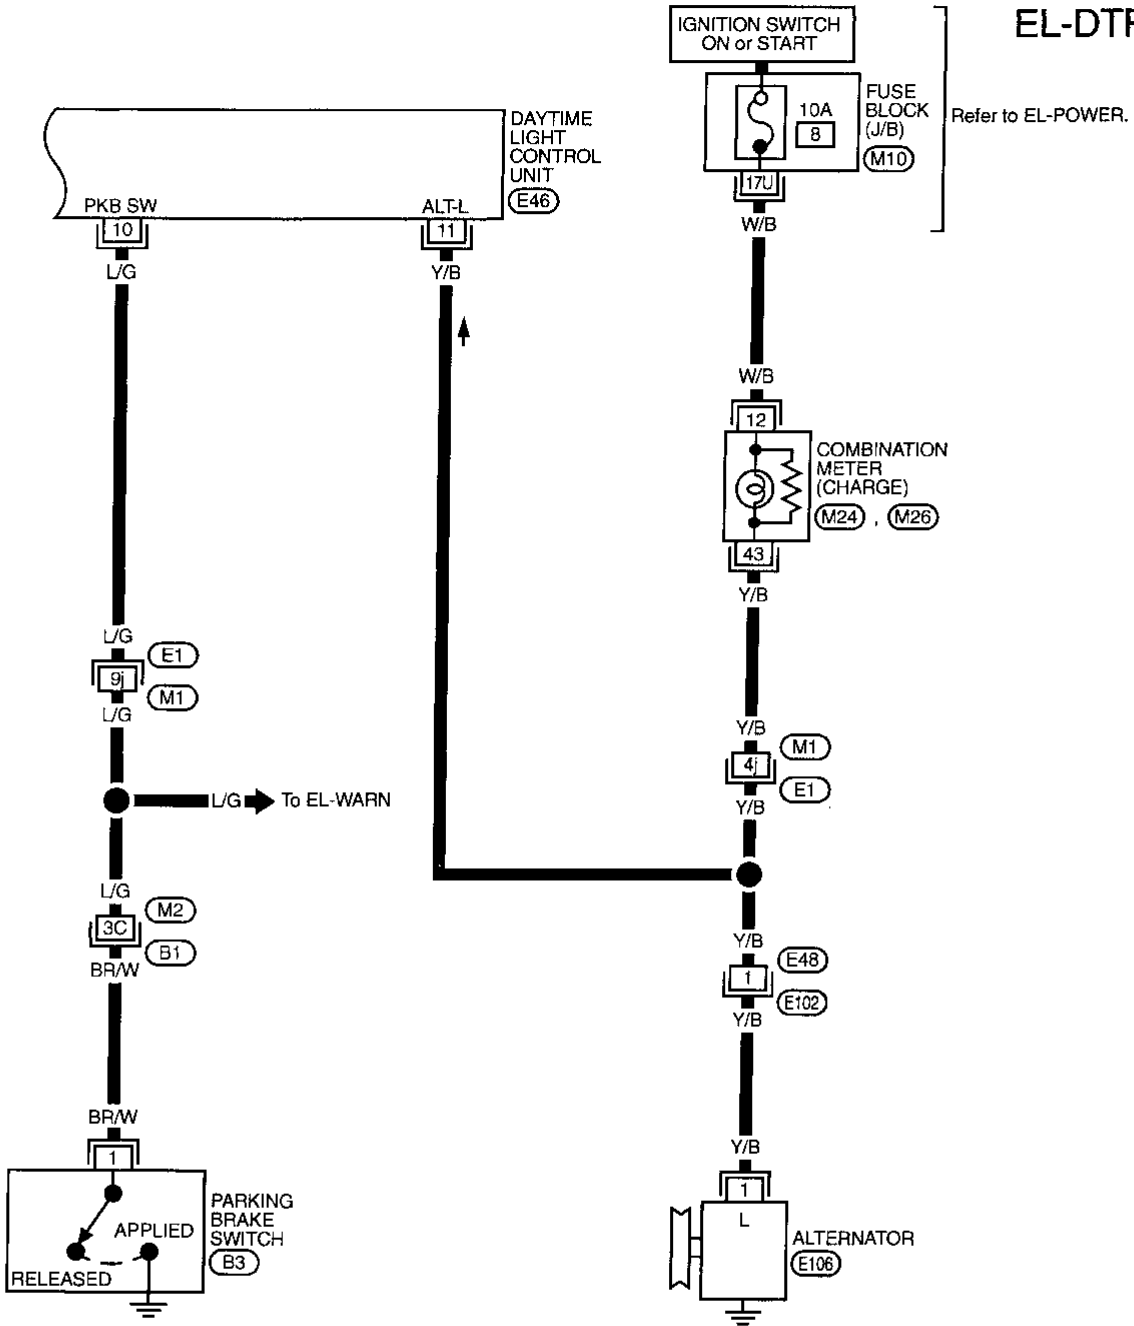 EL-DTR
IGNITION SWITCH
ON or START
FUSE
BLOCK
(J/B)
M10
10A
8
17U
Refer to EL-POWER.
W/B
DAYTIME
LIGHT
CONTROL
UNIT
E46
PKB SW
ALT-L
10
11
L/G
Y/B
W/B
12
COMBINATION
METER
(CHARGE)
M24 , M26
43
Y/B
L/G
E1
9j
M1
L/G
Y/B
M1
4j
E1
Y/B
L/G
To EL-WARN
L/G
M2
3C
B1
BR/W
Y/B
E48
1
E102
Y/B
BR/W
1
PARKING
BRAKE
SWITCH
B3
APPLIED
RELEASED
Y/B
1
L
ALTERNATOR
E106